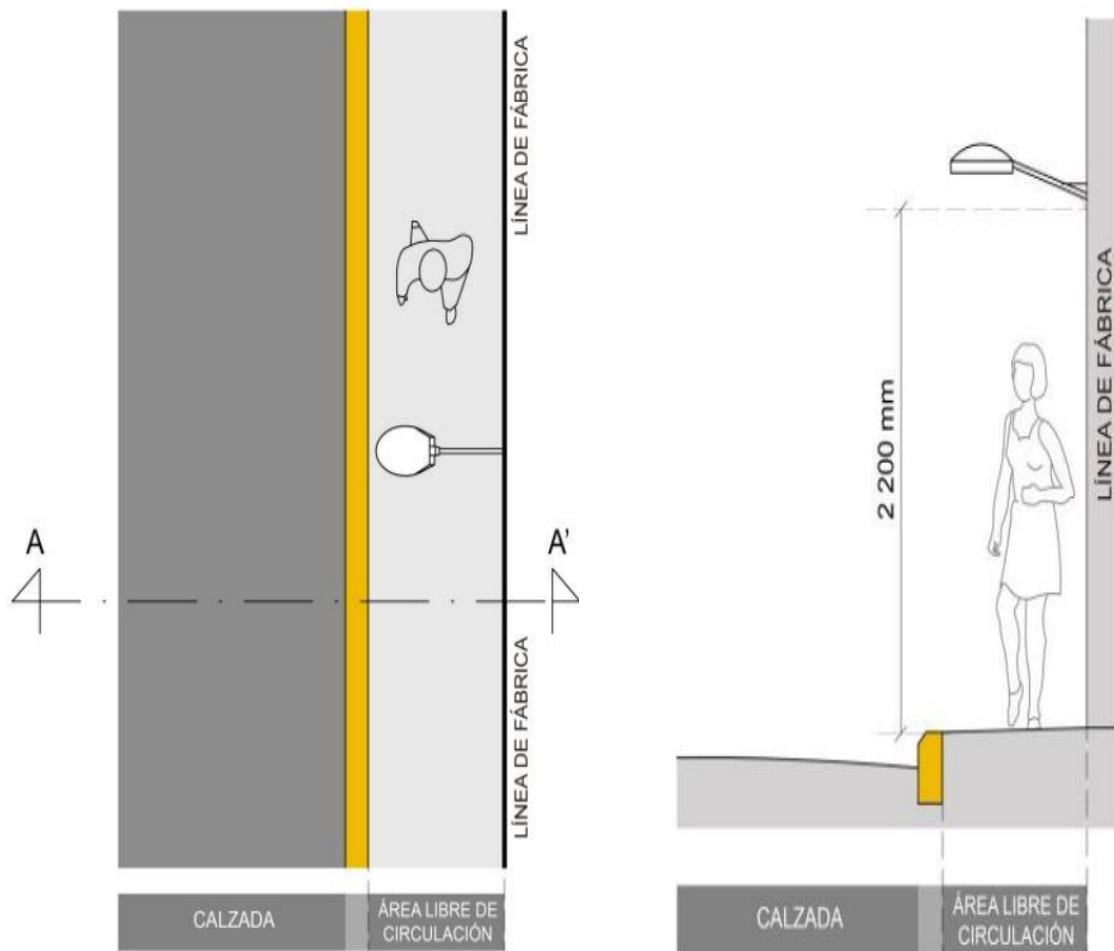 LÍNEA DE FÁBRICA
A
A'
LÍNEA DE FÁBRICA
CALZADA
ÁREA LIBRE DE
CIRCULACIÓN
2 200 mm
LÍNEA DE FÁBRICA
CALZADA
ÁREA LIBRE DE
CIRCULACIÓN